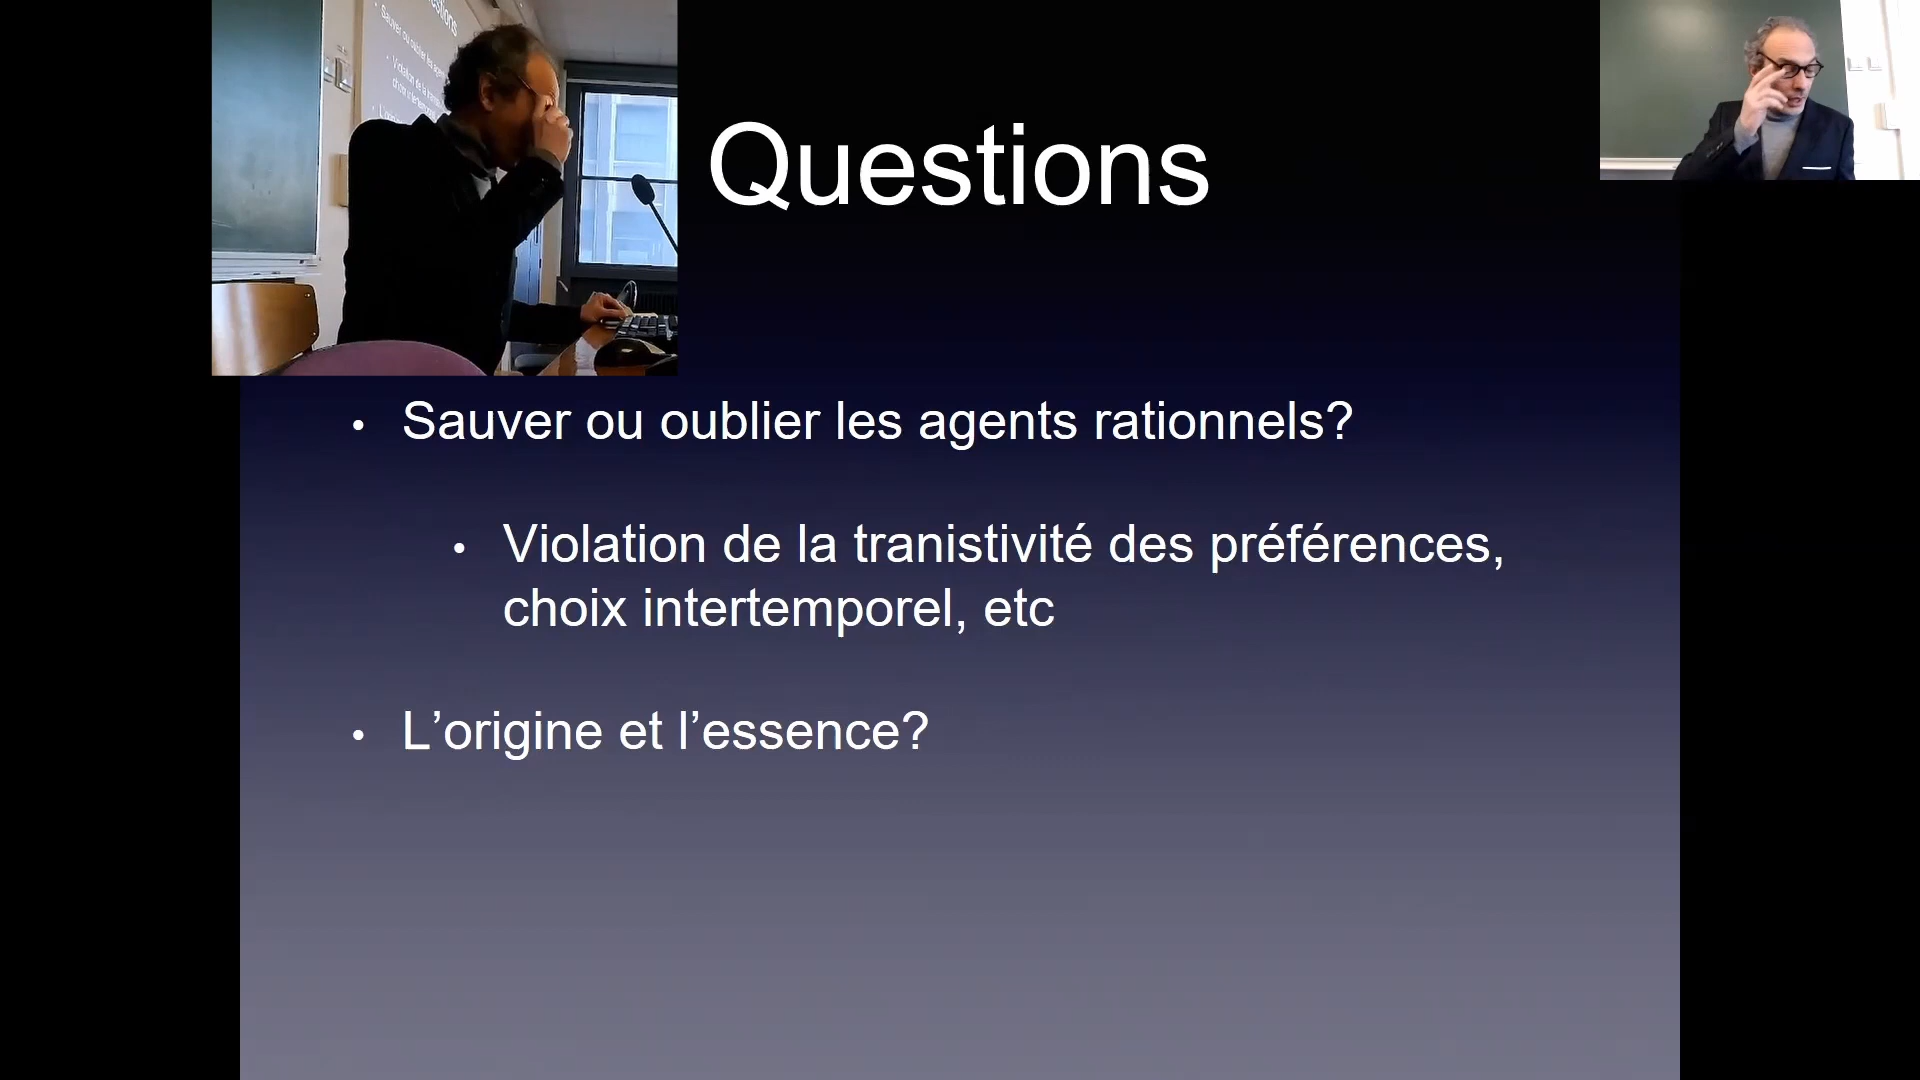 Questions
• Sauver ou oublier les agents rationnels?
• Violation de la tranistivité des préférences,
choix intertemporel, etc
• L’origine et l’essence?